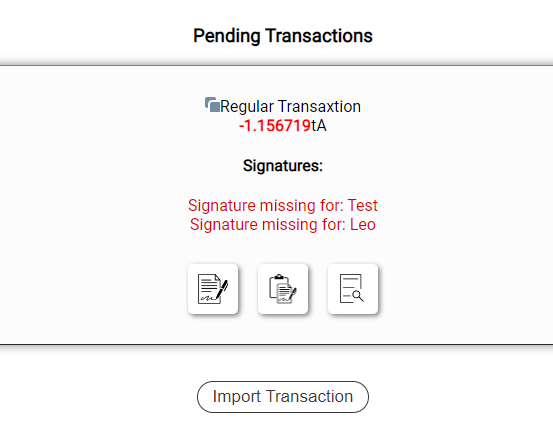 Pending Transactions
Regular Transaxtion
-1.156719tA
Signatures:
Signature missing for: Test
Signature missing for: Leo
Import Transaction